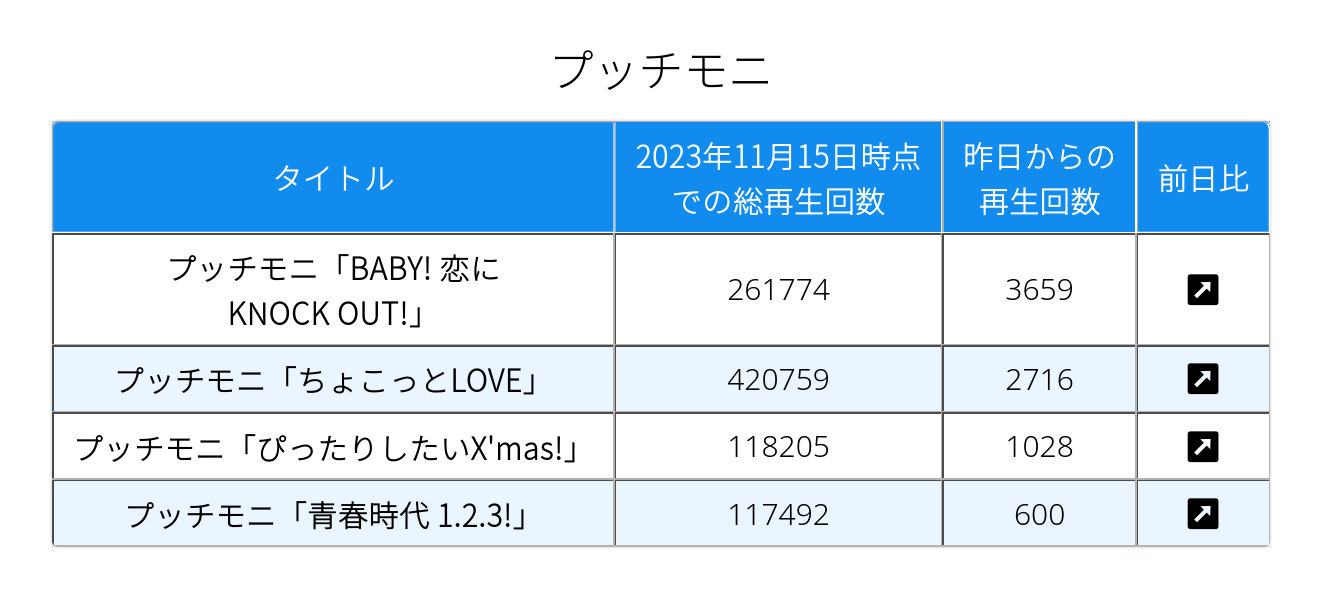 プッチモニ
タイトル
2023年11月15日時点
での総再生回数
昨日からの
再生回数
前日比
プッチモニ「BABY! 恋に
KNOCK OUT!」
261774
3659
プッチモニ「ちょこっとLOVE」
420759
2716
プッチモニ「ぴったりしたいX'mas!」
118205
1028
プッチモニ「青春時代 1.2.3!」
117492
600